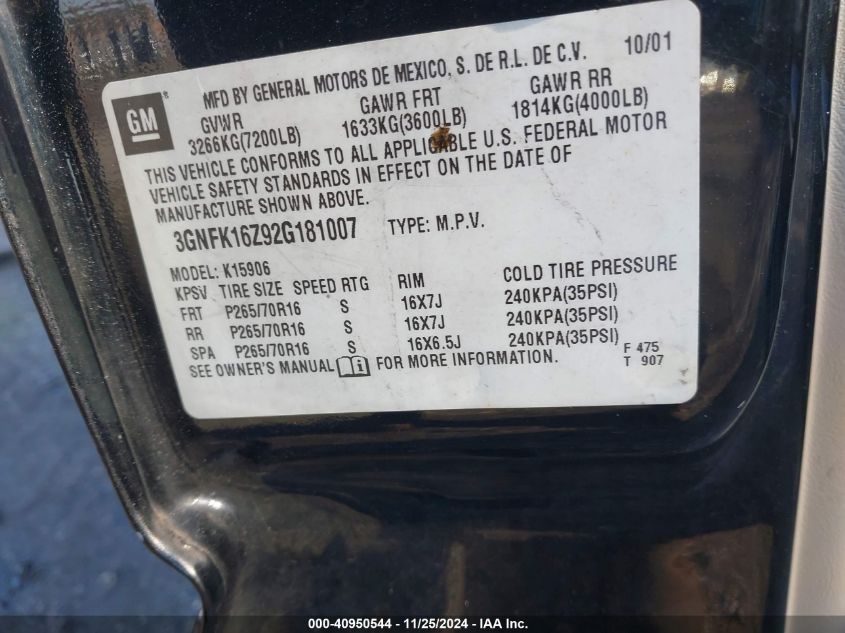 GM ®
MFD BY GENERAL MOTORS DE MEXICO, S. DE R.L. DE C.V. 10/01
GVWR GAWR FRT GAWR RR
3266KG(7200LB) 1633KG(3600LB) 1814KG(4000LB)
THIS VEHICLE CONFORMS TO ALL APPLICABLE U.S. FEDERAL MOTOR
VEHICLE SAFETY STANDARDS IN EFFECT ON THE DATE OF
MANUFACTURE SHOWN ABOVE.
3GNFK16Z92G181007 TYPE: M.P.V.
MODEL: K15906
KPSV TIRE SIZE SPEED RTG RIM COLD TIRE PRESSURE
FRT P265/70R16 S 16X7J 240KPA(35PSI)
RR P265/70R16 S 16X7J 240KPA(35PSI)
SPA P265/70R16 S 16X6.5J 240KPA(35PSI)
SEE OWNER'S MANUAL FOR MORE INFORMATION.
F 475
T 907
000-40950544 - 11/25/2024 - IAA Inc.